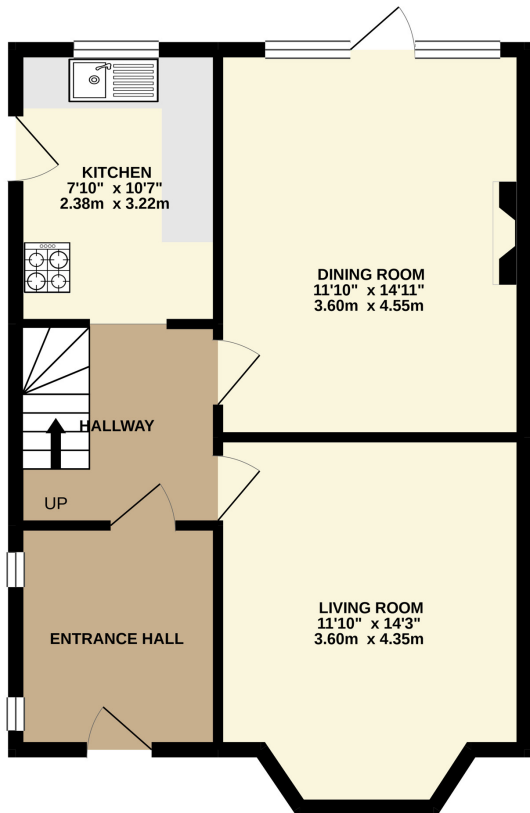 KITCHEN
7'10" x 10'7"
2.38m x 3.22m
DINING ROOM
11'10" x 14'11"
3.60m x 4.55m
HALLWAY
UP
LIVING ROOM
11'10" x 14'3"
3.60m x 4.35m
ENTRANCE HALL